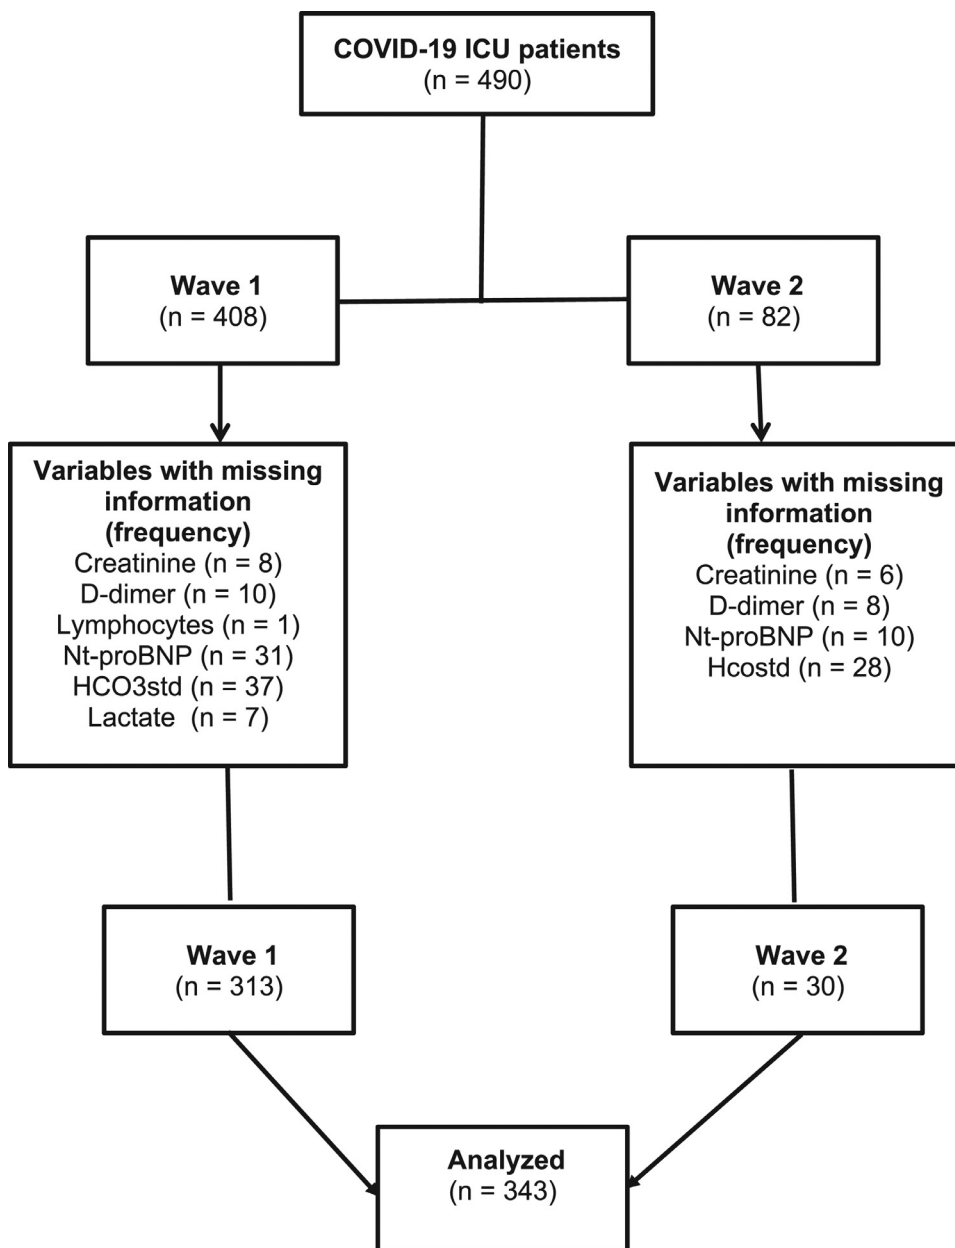 COVID-19 ICU patients
(n = 490)
Wave 1
(n = 408)
Wave 2
(n = 82)
Variables with missing
information
(frequency)
Creatinine (n = 8)
D-dimer (n = 10)
Lymphocytes (n = 1)
Nt-proBNP (n = 31)
HCO3std (n = 37)
Lactate (n = 7)
Variables with missing
information
(frequency)
Creatinine (n = 6)
D-dimer (n = 8)
Nt-proBNP (n = 10)
Hcostd (n = 28)
Wave 1
(n = 313)
Wave 2
(n = 30)
Analyzed
(n = 343)